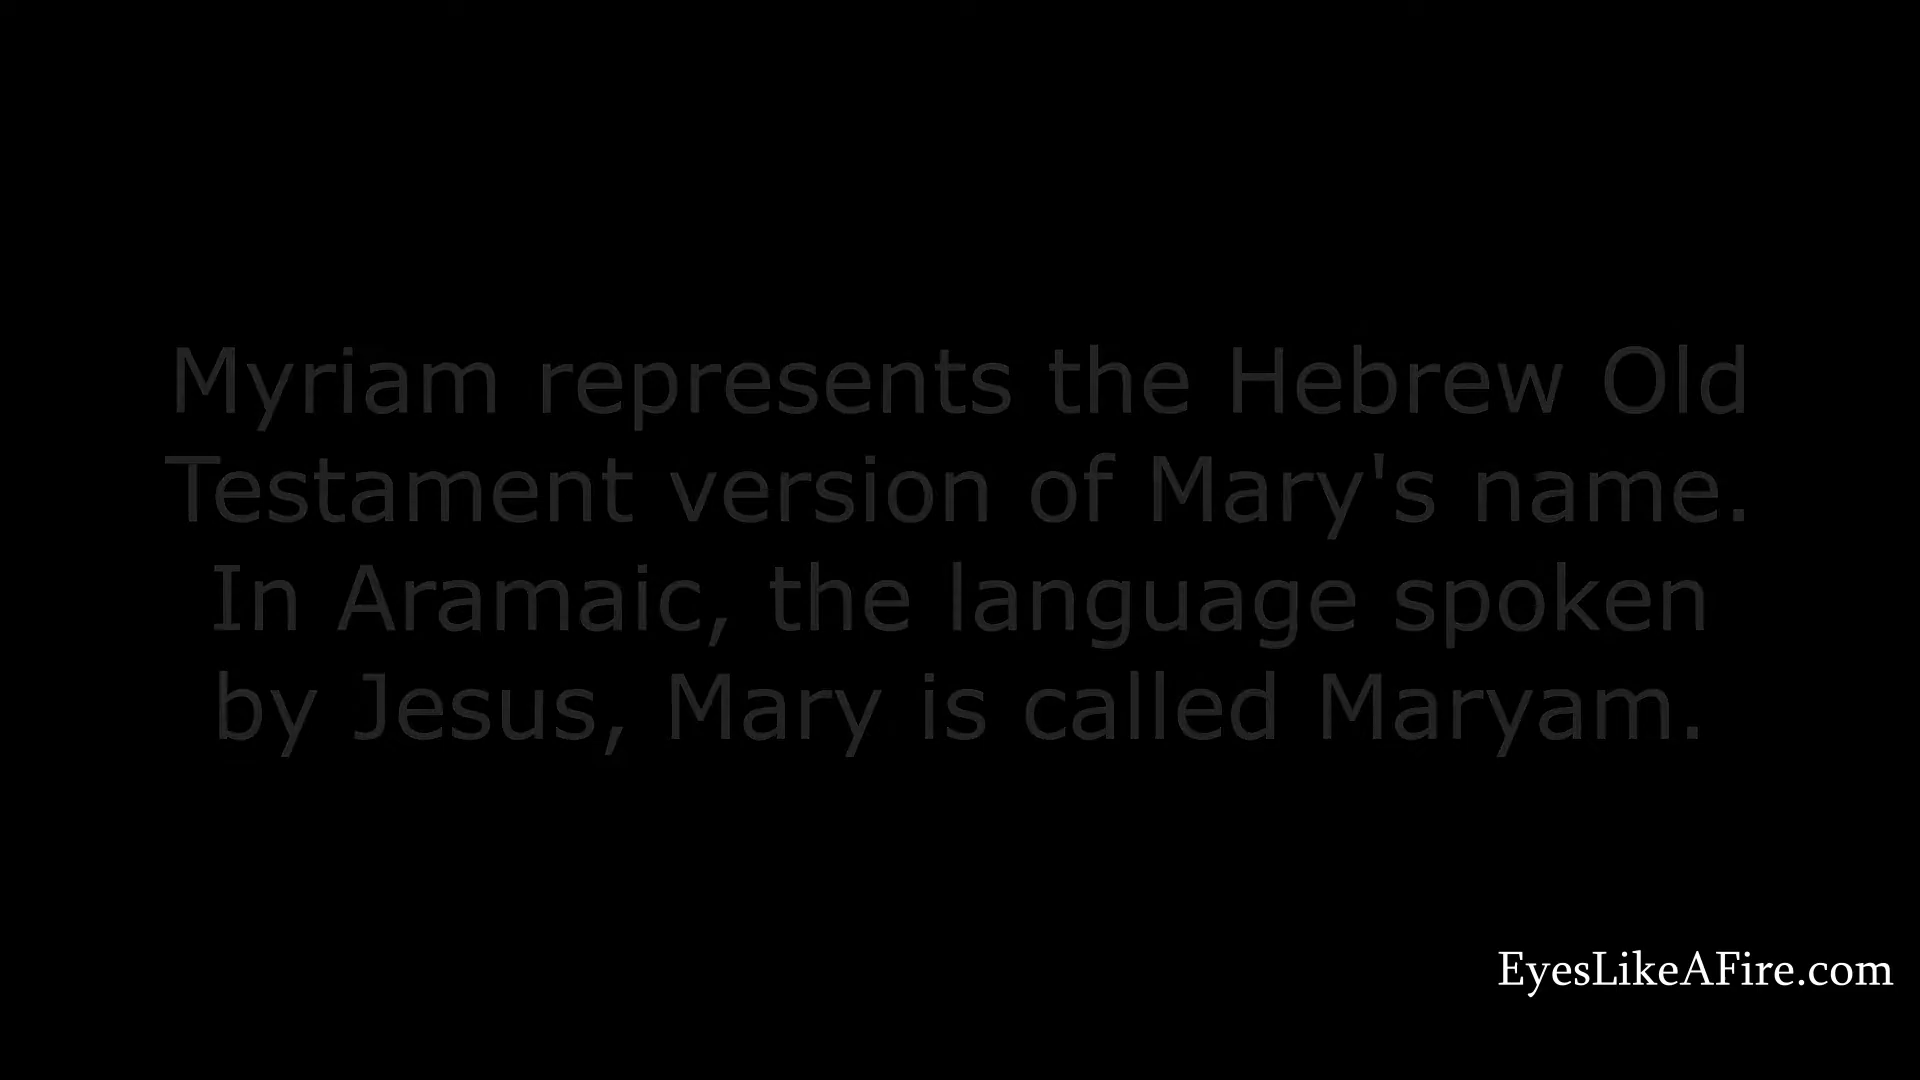 Myriam represents the Hebrew Old
Testament version of Mary's name.
In Aramaic, the language spoken
by Jesus, Mary is called Maryam.
EyesLikeAFire.com